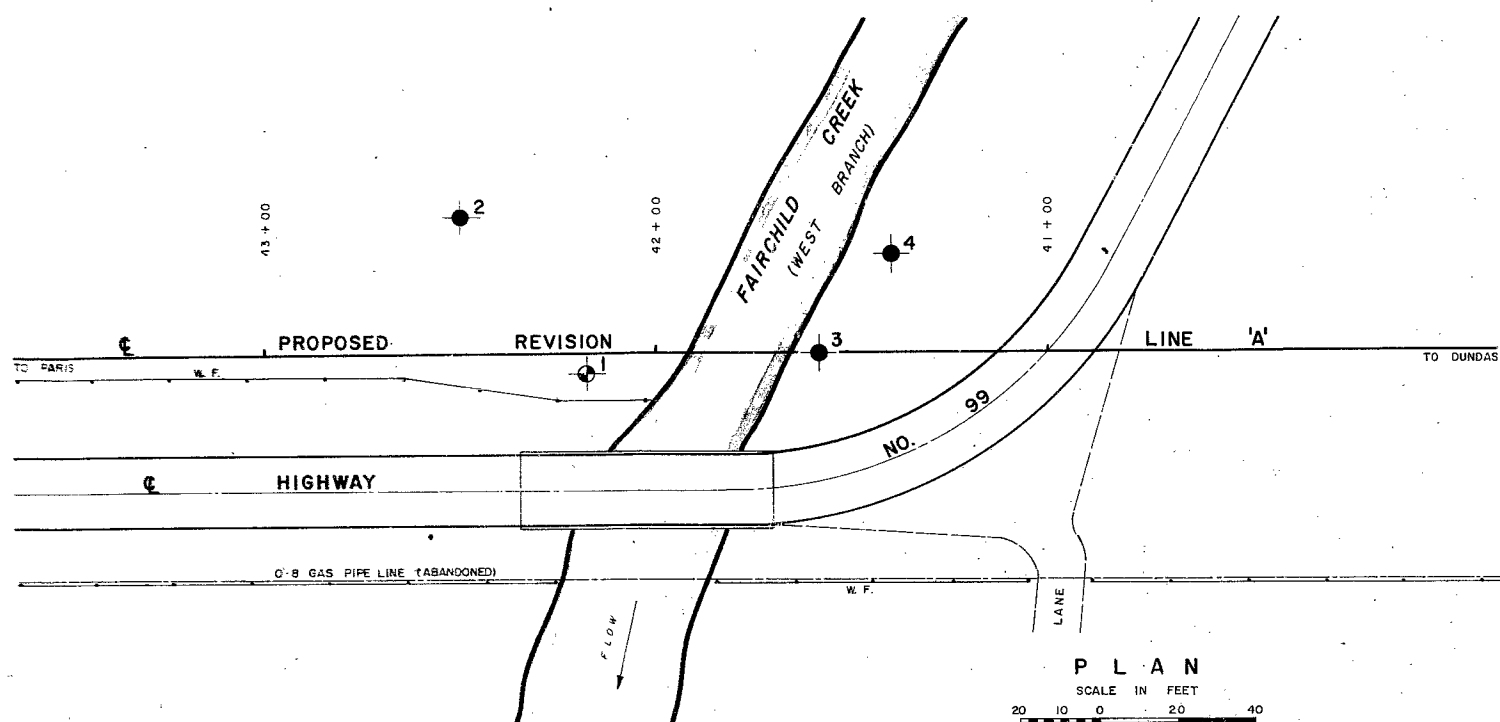 FAIRCHILD CREEK
(WEST BRANCH)
2
43 + 00
42 + 00
4
41 + 00
℄ PROPOSED REVISION LINE 'A'
3
TO PARIS
TO DUNDAS
W. F.
1
℄ HIGHWAY NO. 99
0'-8 GAS PIPE LINE (ABANDONED)
W. F.
LANE
FLOW
PLAN
SCALE IN FEET
20 10 0 20 40